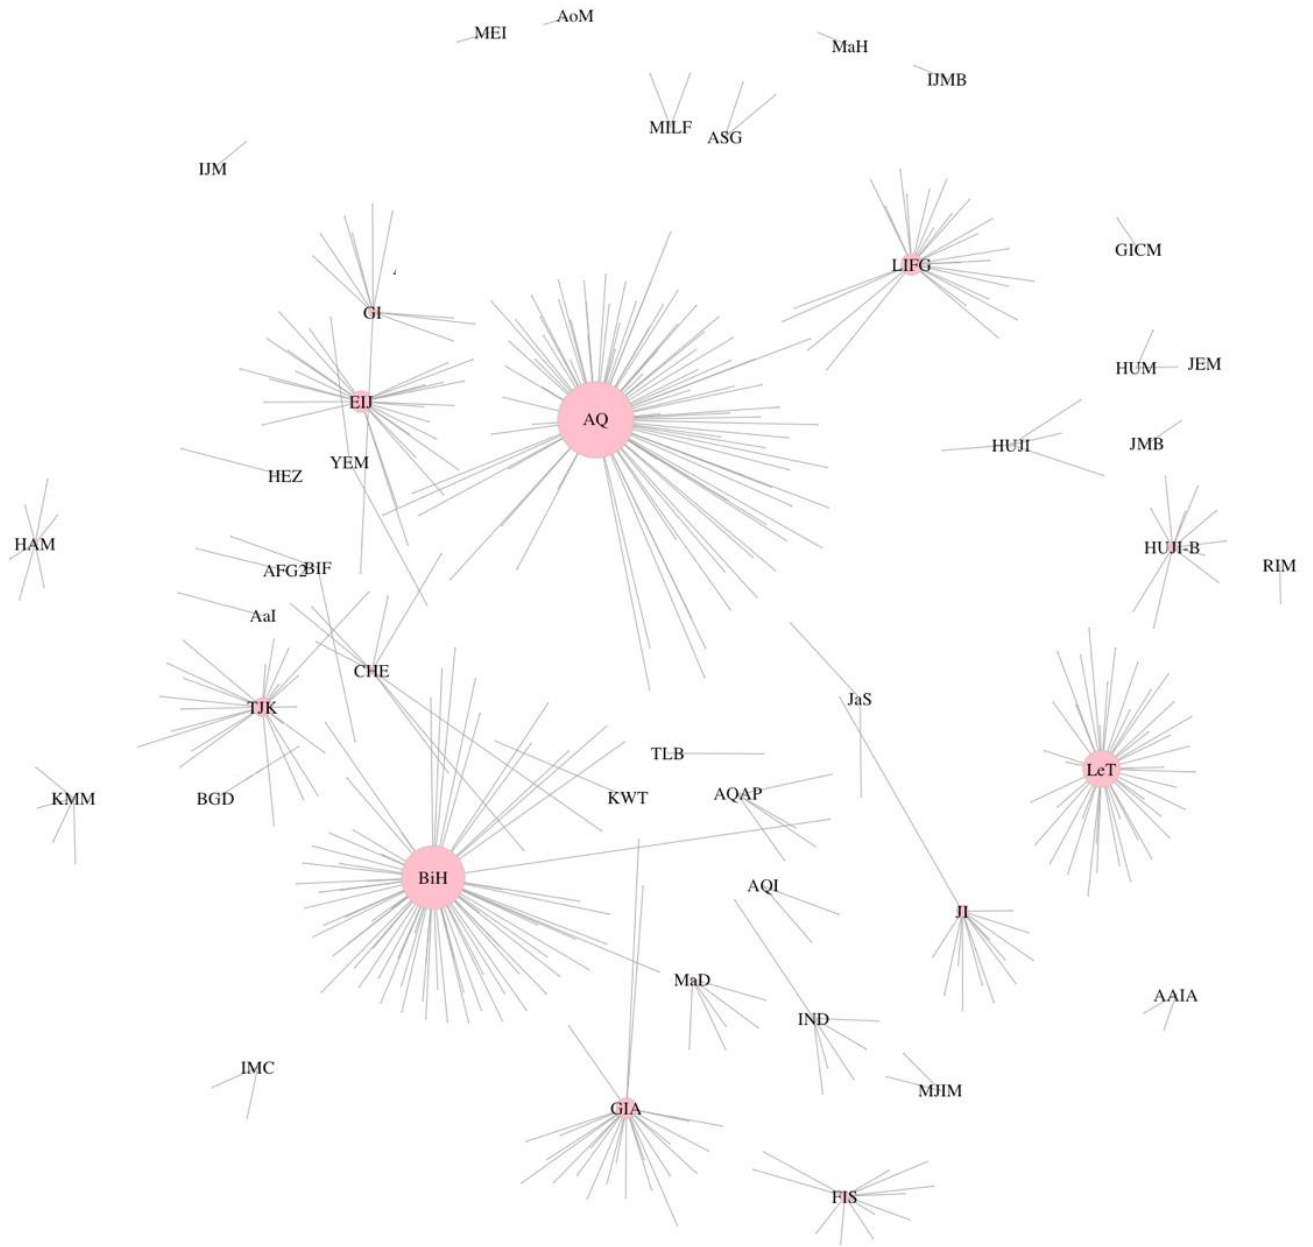 AoM
MEI
MaH
IJMB
MILF
ASG
IJM
GICM
LIFG
GI
JEM
HUM
EIJ
AQ
JMB
HUJI
YEM
HEZ
HAM
HUJI-B
RIM
BIF
AFG2
AaI
CHE
JaS
TJK
TLB
LeT
AQAP
KWT
KMM
BGD
BiH
AQI
JI
MaD
AAIA
IND
IMC
MJIM
GIA
FIS